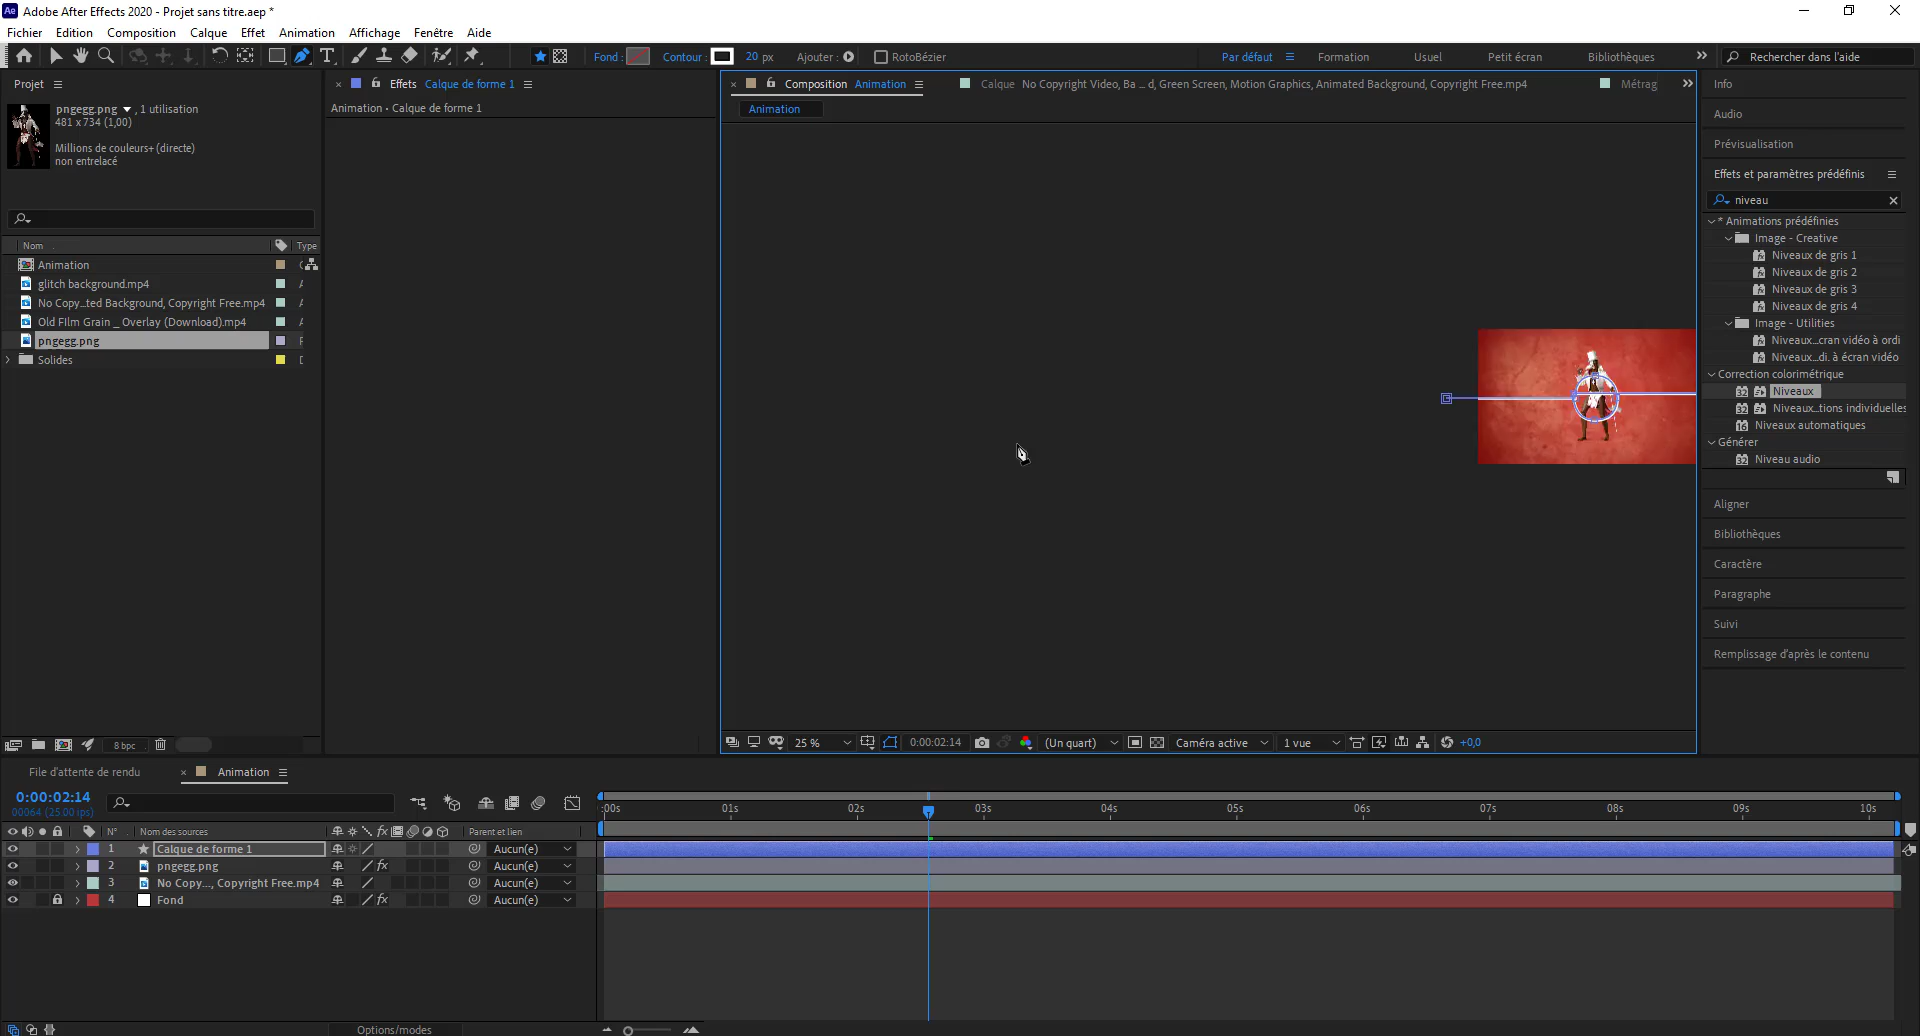 Adobe After Effects 2020 - Projet sans titre.aep *
Fichier Edition Composition Calque Effet Animation Affichage Fenêtre Aide
Fond : Contour : 20 px Ajouter : RotoBézier Par défaut Formation Usuel Petit écran Bibliothèques Rechercher dans l'aide
Projet
pngegg.png , 1 utilisation
481 x 734 (1,00)
Millions de couleurs+ (directe)
non entrelacé
Nom Type
Animation
glitch background.mp4
No Copy...ted Background, Copyright Free.mp4
Old FIlm Grain _ Overlay (Download).mp4
pngegg.png
Solides
8 bpc
Effets Calque de forme 1
Animation • Calque de forme 1
Composition Animation
Calque No Copyright Video, Ba ... d, Green Screen, Motion Graphics, Animated Background, Copyright Free.mp4
Métrag
Animation
25 % 0:00:02:14 (Un quart) Caméra active 1 vue +0,0
Info
Audio
Prévisualisation
Effets et paramètres prédéfinis
niveau
* Animations prédéfinies
Image - Creative
Niveaux de gris 1
Niveaux de gris 2
Niveaux de gris 3
Niveaux de gris 4
Image - Utilities
Niveaux...cran vidéo à ordi
Niveaux...di. à écran vidéo
Correction colorimétrique
Niveaux
Niveaux...tions individuelles
Niveaux automatiques
Générer
Niveau audio
Aligner
Bibliothèques
Caractère
Paragraphe
Suivi
Remplissage d'après le contenu
File d'attente de rendu Animation
0:00:02:14
00064 (25.00 ips)
N° Nom des sources Parent et lien
1 Calque de forme 1 Aucun(e)
2 pngegg.png Aucun(e)
3 No Copy..., Copyright Free.mp4 Aucun(e)
4 Fond Aucun(e)
:00s 01s 02s 03s 04s 05s 06s 07s 08s 09s 10s
Options/modes